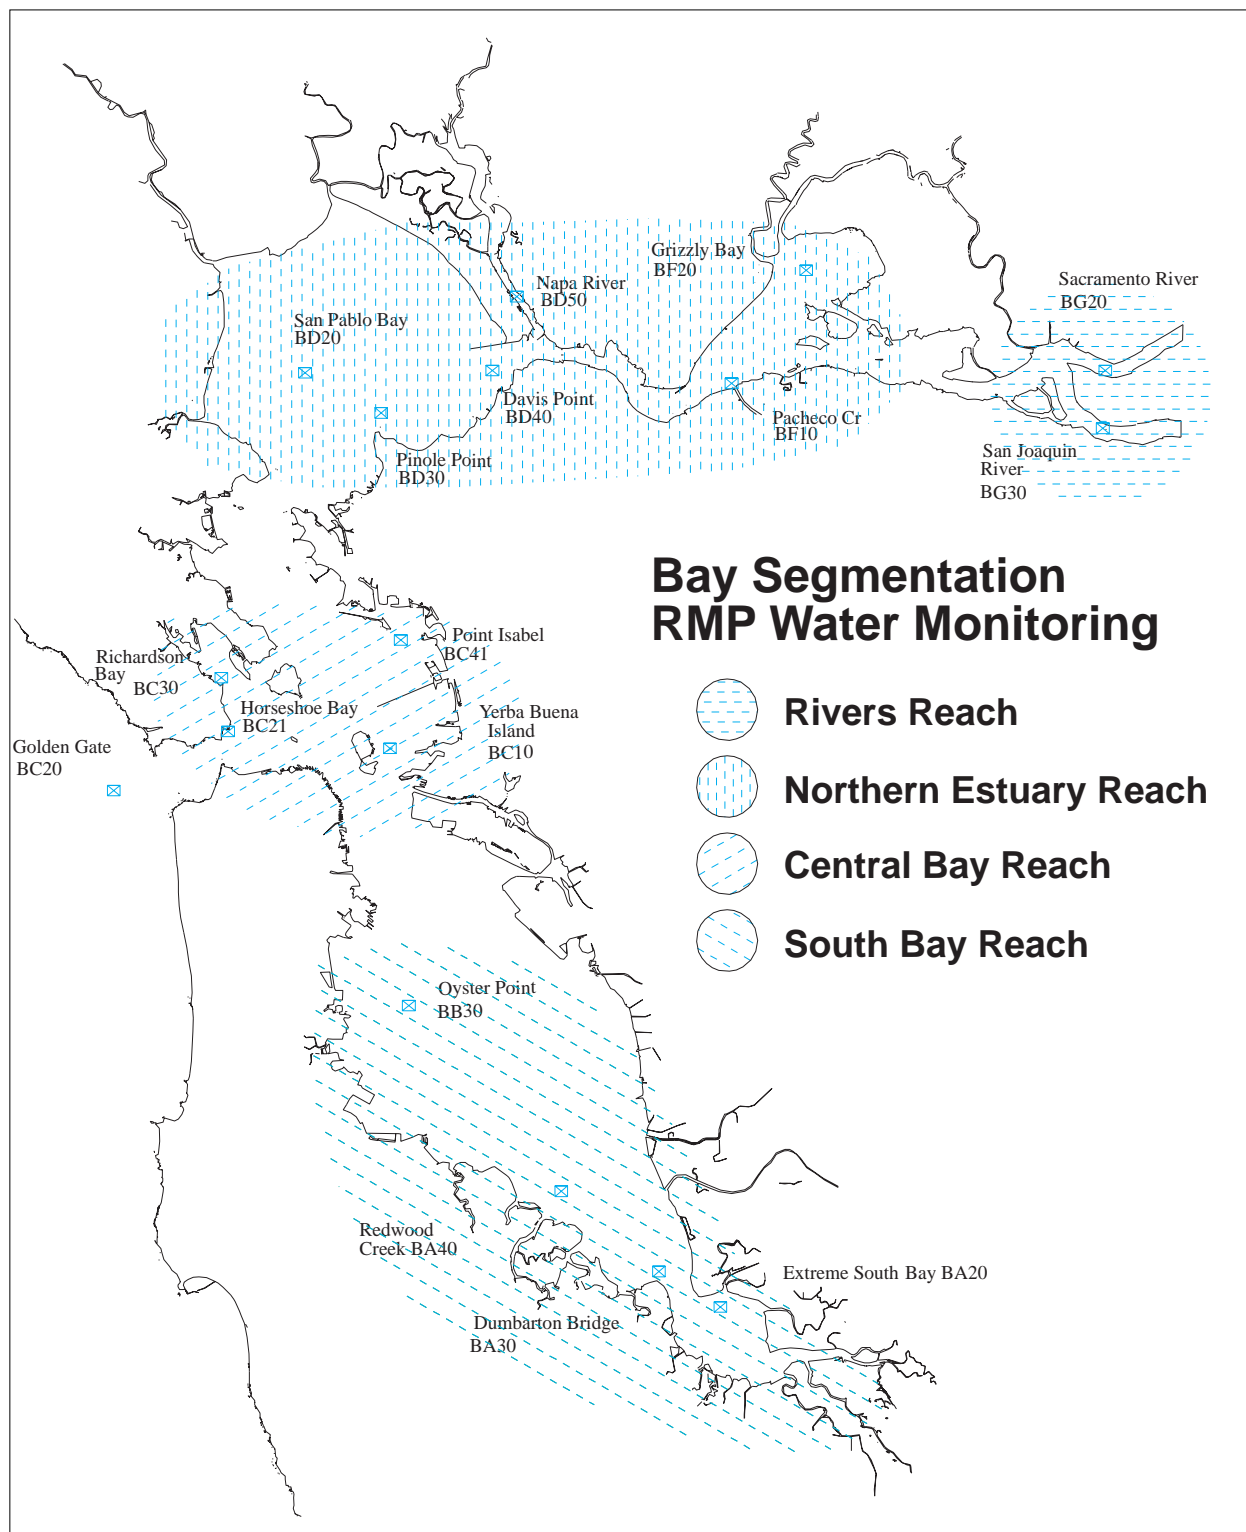 Grizzly Bay
BF20
Napa River
BD50
Sacramento River
BG20
San Pablo Bay
BD20
Davis Point
BD40
Pacheco Cr
BF10
Pinole Point
BD30
San Joaquin
River
BG30
Bay Segmentation
RMP Water Monitoring
Point Isabel
BC41
Richardson
Bay
BC30
Horseshoe Bay
BC21
Yerba Buena
Island
BC10
Golden Gate
BC20
Rivers Reach
Northern Estuary Reach
Central Bay Reach
South Bay Reach
Oyster Point
BB30
Redwood
Creek BA40
Extreme South Bay BA20
Dumbarton Bridge
BA30